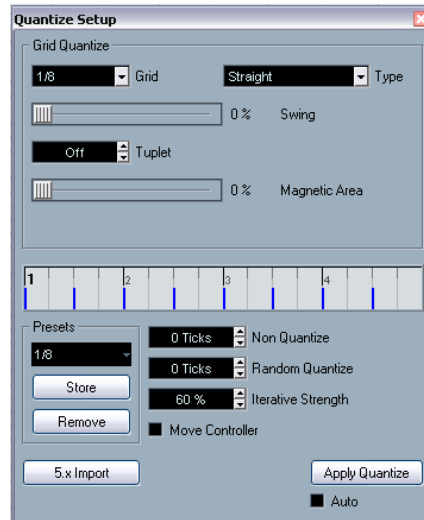 Quantize Setup
Grid Quantize
1/8 Grid Straight Type
0 % Swing
Off Tuplet
0 % Magnetic Area
1 2 3 4
Presets
1/8
Store
Remove
0 Ticks Non Quantize
0 Ticks Random Quantize
60 % Iterative Strength
Move Controller
5.x Import
Apply Quantize
Auto